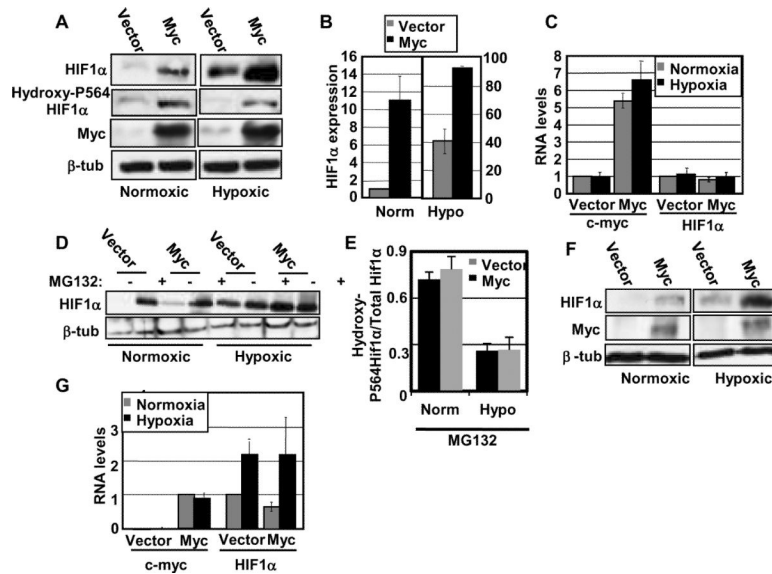 A
Vector Myc Vector Myc
HIF1α
Hydroxy-P564
HIF1α
Myc
β-tub
Normoxic Hypoxic
B
Vector
Myc
HIF1α expression
16
14
12
10
8
6
4
2
0
100
80
60
40
20
0
Norm Hypo
C
Normoxia
Hypoxia
RNA levels
8
7
6
5
4
3
2
1
0
Vector Myc Vector Myc
c-myc HIF1α
D
Vector Myc Vector Myc
MG132: - + - + - + - +
HIF1α
β-tub
Normoxic Hypoxic
E
Vector
Myc
Hydroxy-
P564Hif1α/Total Hif1α
0.9
0.6
0.3
0
Norm Hypo
MG132
F
Vector Myc Vector Myc
HIF1α
Myc
β -tub
Normoxic Hypoxic
G
Normoxia
Hypoxia
RNA levels
3
2
1
0
Vector Myc Vector Myc
c-myc HIF1α